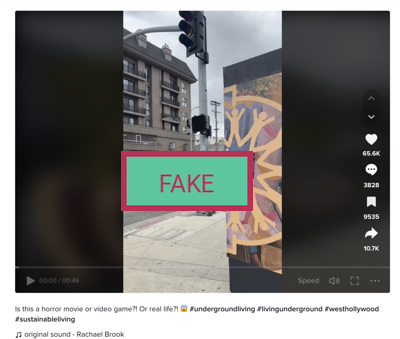 FAKE
65.6K
3828
9535
10.7K
00:00 / 00:49
Speed
Is this a horror movie or video game?! Or real life?! 😱 #undergroundliving #livingunderground #westhollywood
#sustainableliving
♫ original sound - Rachael Brook